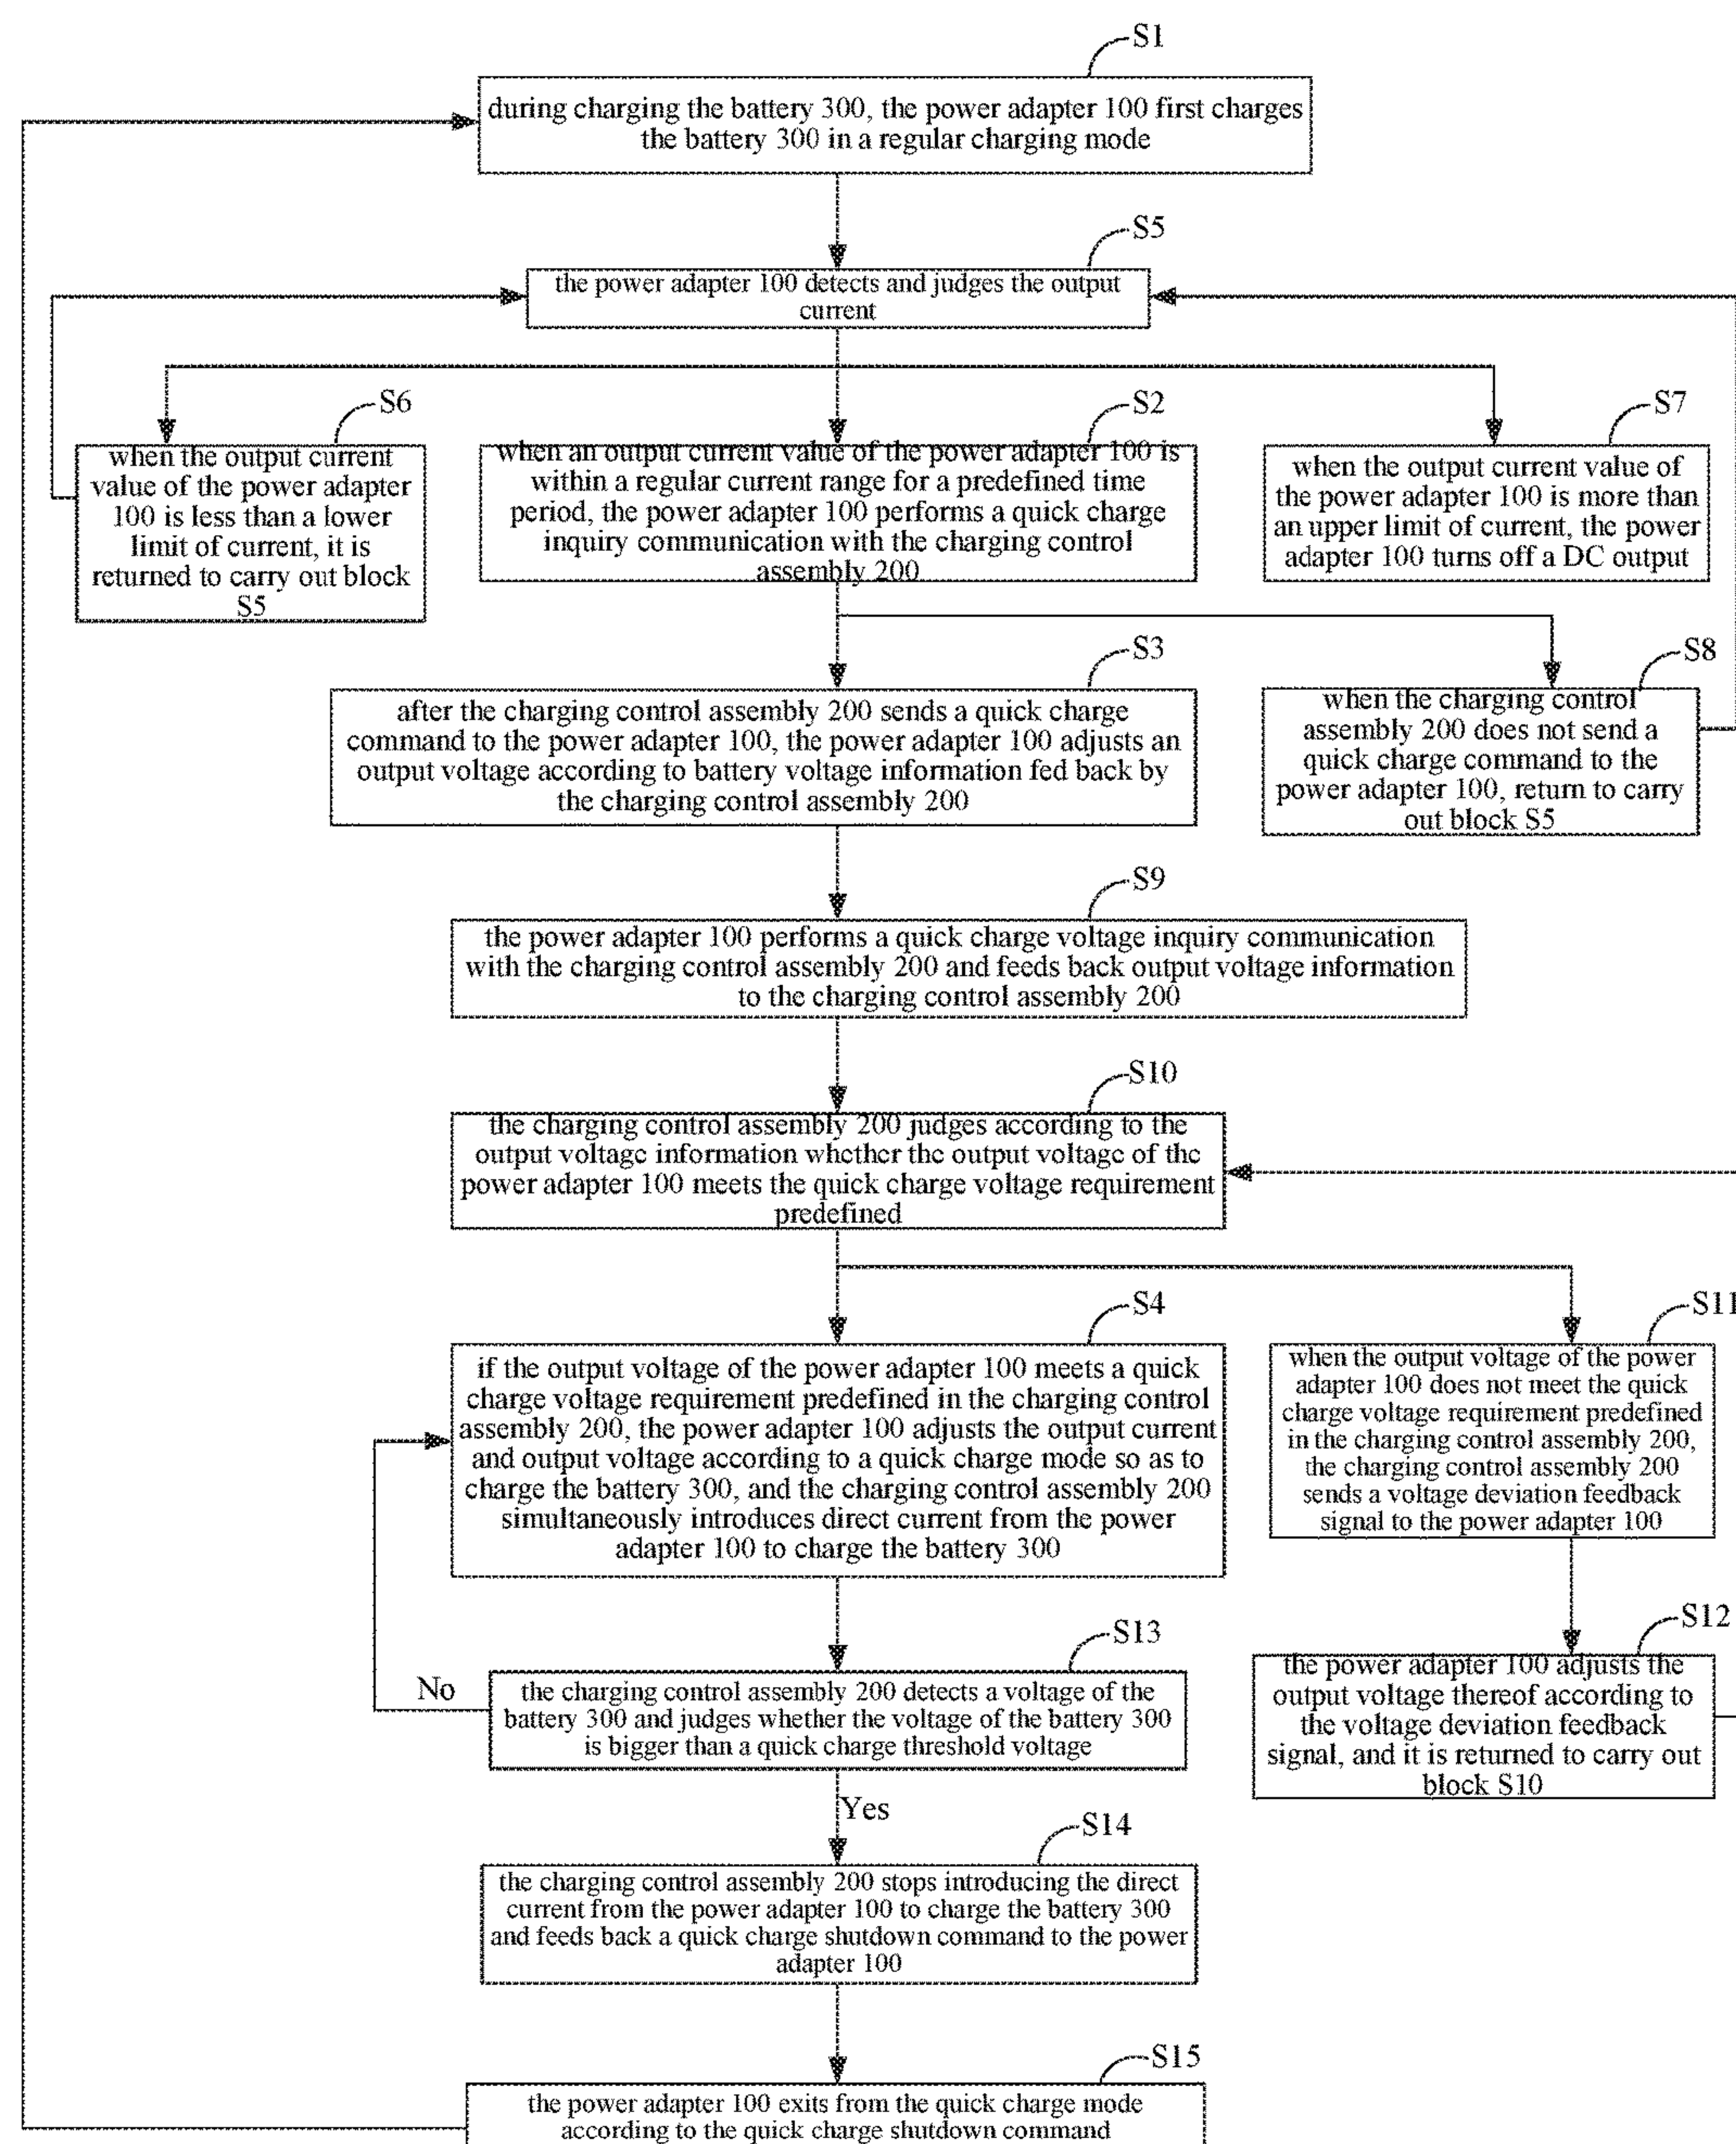 S1
during charging the battery 300, the power adapter 100 first charges
the battery 300 in a regular charging mode
S5
the power adapter 100 detects and judges the output
current
S6
when the output current
value of the power adapter
100 is less than a lower
limit of current, it is
returned to carry out block
S5
S2
when an output current value of the power adapter 100 is
within a regular current range for a predefined time
period, the power adapter 100 performs a quick charge
inquiry communication with the charging control
assembly 200
S7
when the output current value of
the power adapter 100 is more than
an upper limit of current, the power
adapter 100 turns off a DC output
S3
after the charging control assembly 200 sends a quick charge
command to the power adapter 100, the power adapter 100 adjusts an
output voltage according to battery voltage information fed back by
the charging control assembly 200
S8
when the charging control
assembly 200 does not send a
quick charge command to the
power adapter 100, return to carry
out block S5
S9
the power adapter 100 performs a quick charge voltage inquiry communication
with the charging control assembly 200 and feeds back output voltage information
to the charging control assembly 200
S10
the charging control assembly 200 judges according to the
output voltage information whether the output voltage of the
power adapter 100 meets the quick charge voltage requirement
predefined
S4
if the output voltage of the power adapter 100 meets a quick
charge voltage requirement predefined in the charging control
assembly 200, the power adapter 100 adjusts the output current
and output voltage according to a quick charge mode so as to
charge the battery 300, and the charging control assembly 200
simultaneously introduces direct current from the power
adapter 100 to charge the battery 300
S11
when the output voltage of the power
adapter 100 does not meet the quick
charge voltage requirement predefined
in the charging control assembly 200,
the charging control assembly 200
sends a voltage deviation feedback
signal to the power adapter 100
S13
No
the charging control assembly 200 detects a voltage of the
battery 300 and judges whether the voltage of the battery 300
is bigger than a quick charge threshold voltage
S12
the power adapter 100 adjusts the
output voltage thereof according to
the voltage deviation feedback
signal, and it is returned to carry out
block S10
Yes
S14
the charging control assembly 200 stops introducing the direct
current from the power adapter 100 to charge the battery 300
and feeds back a quick charge shutdown command to the power
adapter 100
S15
the power adapter 100 exits from the quick charge mode
according to the quick charge shutdown command